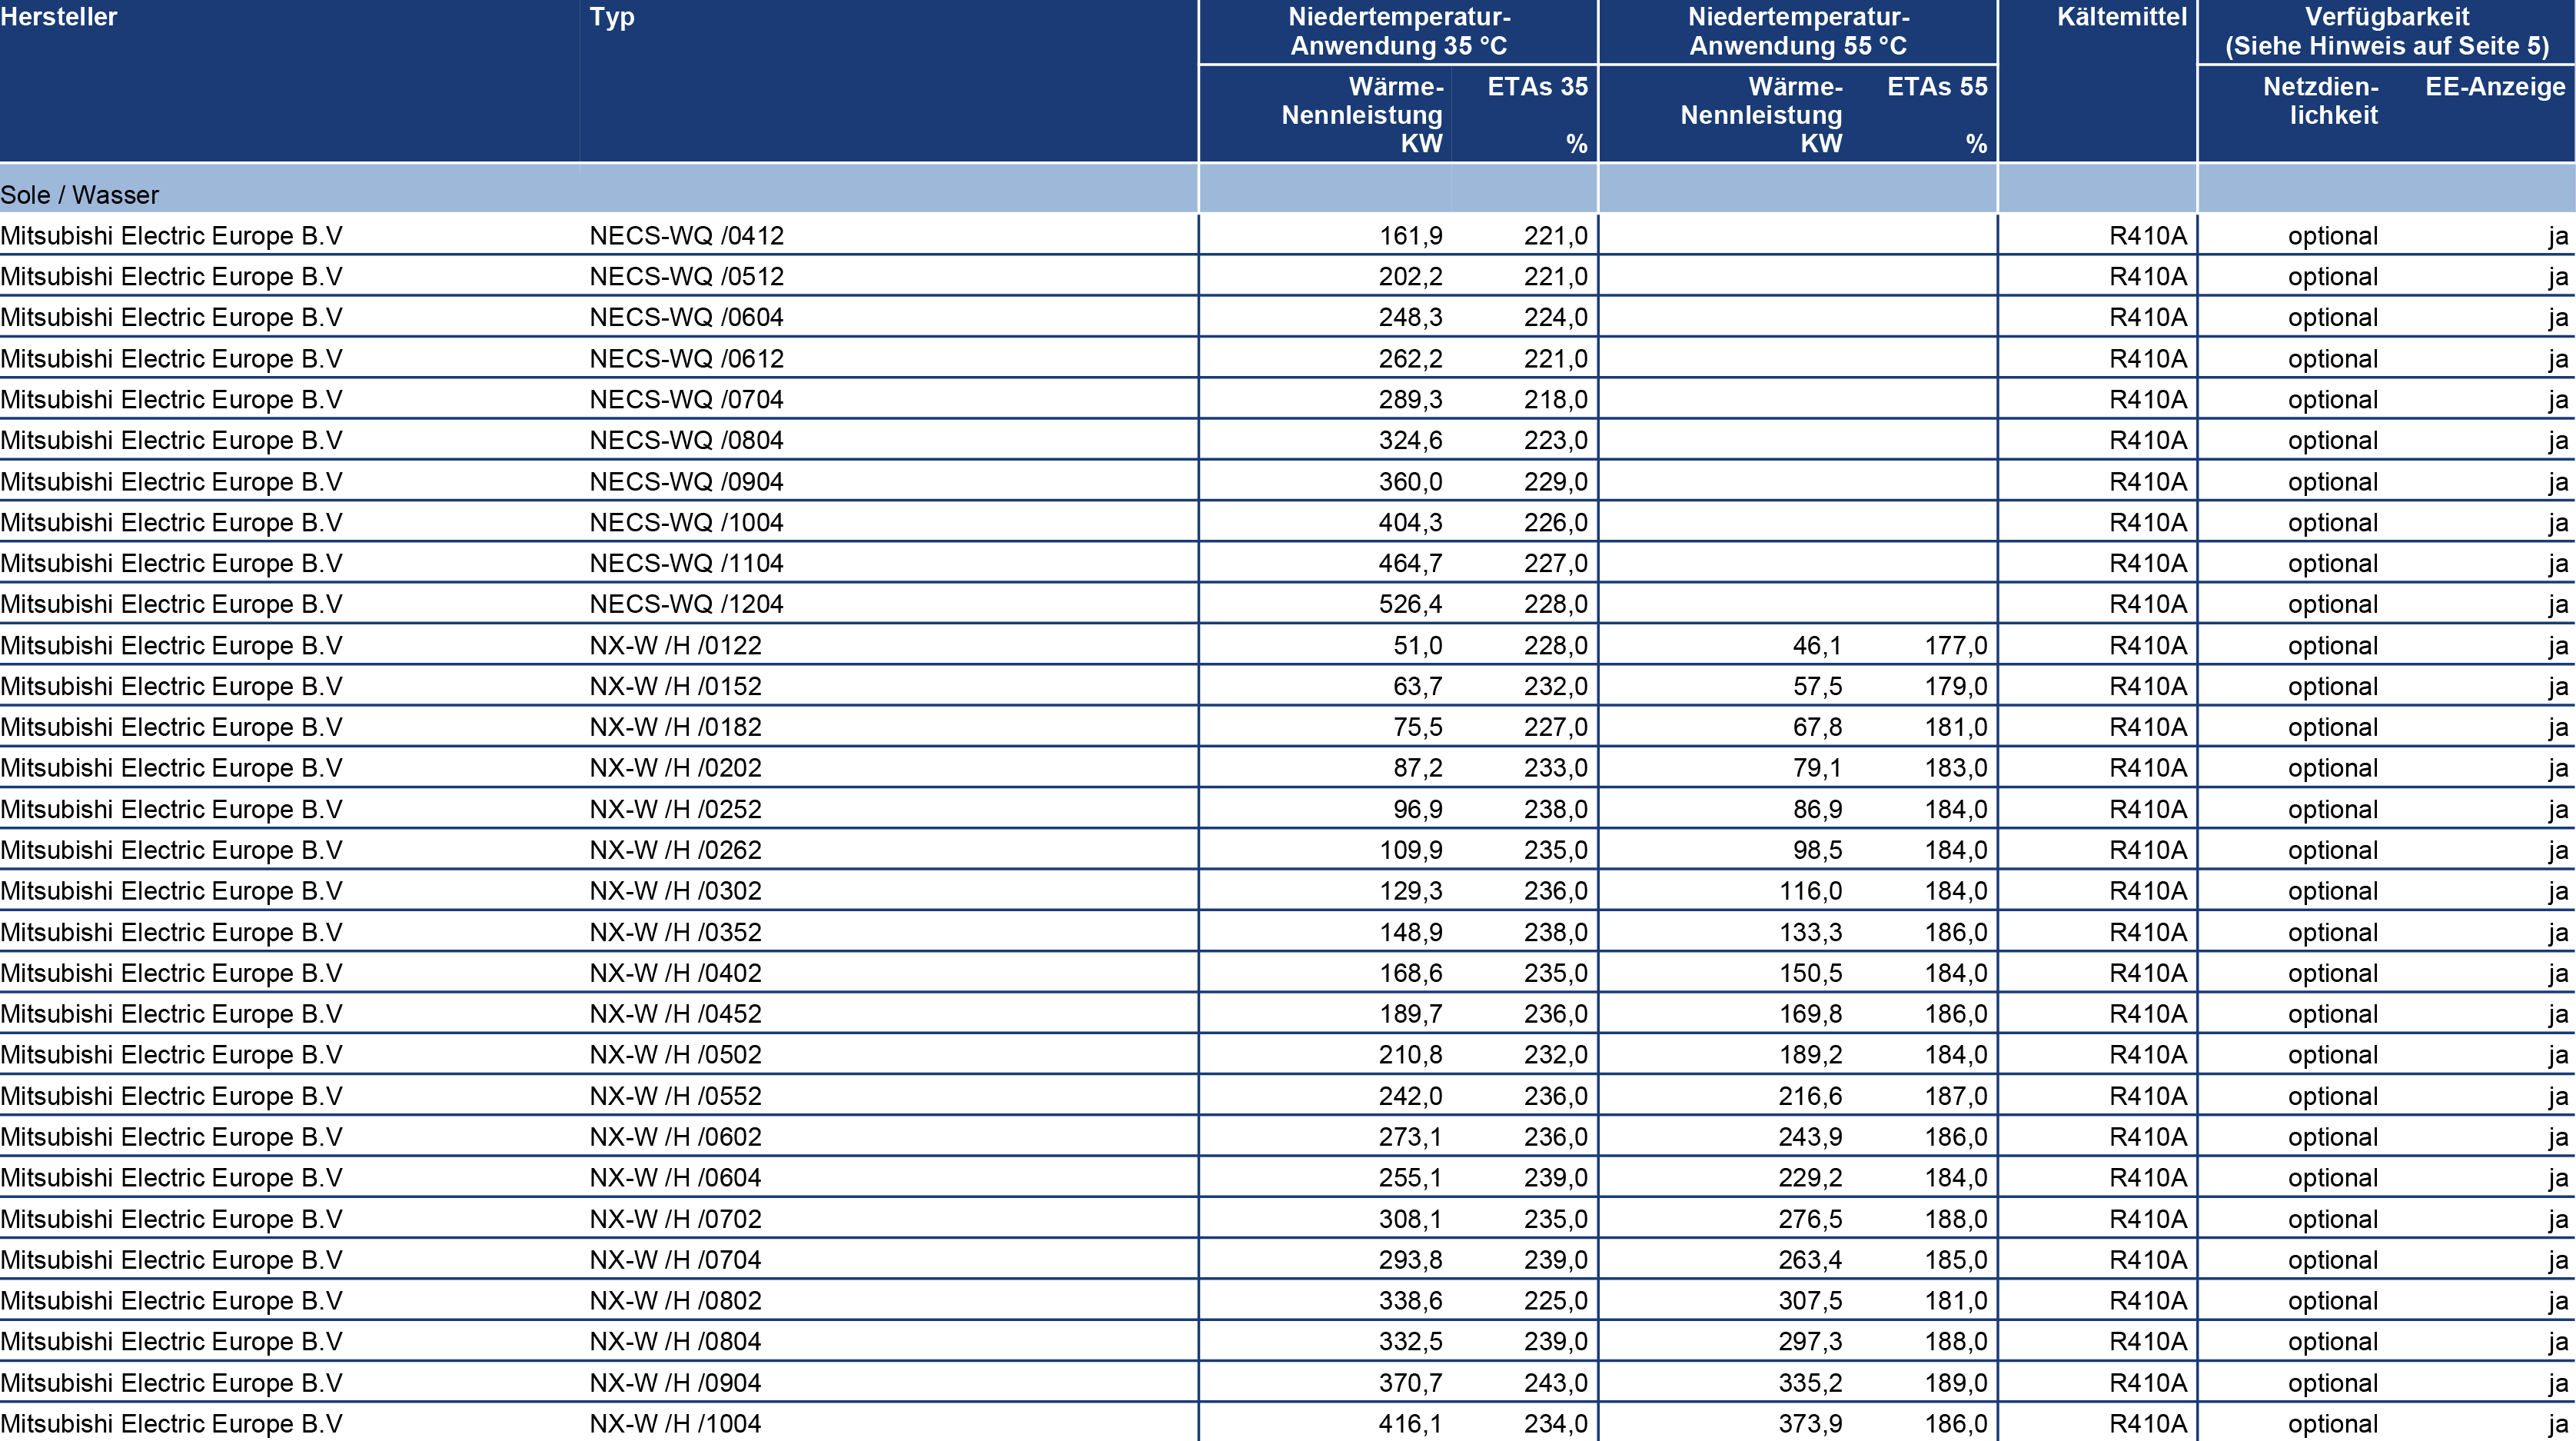 Hersteller Typ Niedertemperatur- Niedertemperatur- Kältemittel Verfügbarkeit
Anwendung 35 °C Anwendung 55 °C (Siehe Hinweis auf Seite 5)
Wärme- ETAs 35 Wärme- ETAs 55 Netzdien- EE-Anzeige
Nennleistung Nennleistung lichkeit
KW % KW %
Sole / Wasser
Mitsubishi Electric Europe B.V NECS-WQ /0412 161,9 221,0 R410A optional ja
Mitsubishi Electric Europe B.V NECS-WQ /0512 202,2 221,0 R410A optional ja
Mitsubishi Electric Europe B.V NECS-WQ /0604 248,3 224,0 R410A optional ja
Mitsubishi Electric Europe B.V NECS-WQ /0612 262,2 221,0 R410A optional ja
Mitsubishi Electric Europe B.V NECS-WQ /0704 289,3 218,0 R410A optional ja
Mitsubishi Electric Europe B.V NECS-WQ /0804 324,6 223,0 R410A optional ja
Mitsubishi Electric Europe B.V NECS-WQ /0904 360,0 229,0 R410A optional ja
Mitsubishi Electric Europe B.V NECS-WQ /1004 404,3 226,0 R410A optional ja
Mitsubishi Electric Europe B.V NECS-WQ /1104 464,7 227,0 R410A optional ja
Mitsubishi Electric Europe B.V NECS-WQ /1204 526,4 228,0 R410A optional ja
Mitsubishi Electric Europe B.V NX-W /H /0122 51,0 228,0 46,1 177,0 R410A optional ja
Mitsubishi Electric Europe B.V NX-W /H /0152 63,7 232,0 57,5 179,0 R410A optional ja
Mitsubishi Electric Europe B.V NX-W /H /0182 75,5 227,0 67,8 181,0 R410A optional ja
Mitsubishi Electric Europe B.V NX-W /H /0202 87,2 233,0 79,1 183,0 R410A optional ja
Mitsubishi Electric Europe B.V NX-W /H /0252 96,9 238,0 86,9 184,0 R410A optional ja
Mitsubishi Electric Europe B.V NX-W /H /0262 109,9 235,0 98,5 184,0 R410A optional ja
Mitsubishi Electric Europe B.V NX-W /H /0302 129,3 236,0 116,0 184,0 R410A optional ja
Mitsubishi Electric Europe B.V NX-W /H /0352 148,9 238,0 133,3 186,0 R410A optional ja
Mitsubishi Electric Europe B.V NX-W /H /0402 168,6 235,0 150,5 184,0 R410A optional ja
Mitsubishi Electric Europe B.V NX-W /H /0452 189,7 236,0 169,8 186,0 R410A optional ja
Mitsubishi Electric Europe B.V NX-W /H /0502 210,8 232,0 189,2 184,0 R410A optional ja
Mitsubishi Electric Europe B.V NX-W /H /0552 242,0 236,0 216,6 187,0 R410A optional ja
Mitsubishi Electric Europe B.V NX-W /H /0602 273,1 236,0 243,9 186,0 R410A optional ja
Mitsubishi Electric Europe B.V NX-W /H /0604 255,1 239,0 229,2 184,0 R410A optional ja
Mitsubishi Electric Europe B.V NX-W /H /0702 308,1 235,0 276,5 188,0 R410A optional ja
Mitsubishi Electric Europe B.V NX-W /H /0704 293,8 239,0 263,4 185,0 R410A optional ja
Mitsubishi Electric Europe B.V NX-W /H /0802 338,6 225,0 307,5 181,0 R410A optional ja
Mitsubishi Electric Europe B.V NX-W /H /0804 332,5 239,0 297,3 188,0 R410A optional ja
Mitsubishi Electric Europe B.V NX-W /H /0904 370,7 243,0 335,2 189,0 R410A optional ja
Mitsubishi Electric Europe B.V NX-W /H /1004 416,1 234,0 373,9 186,0 R410A optional ja